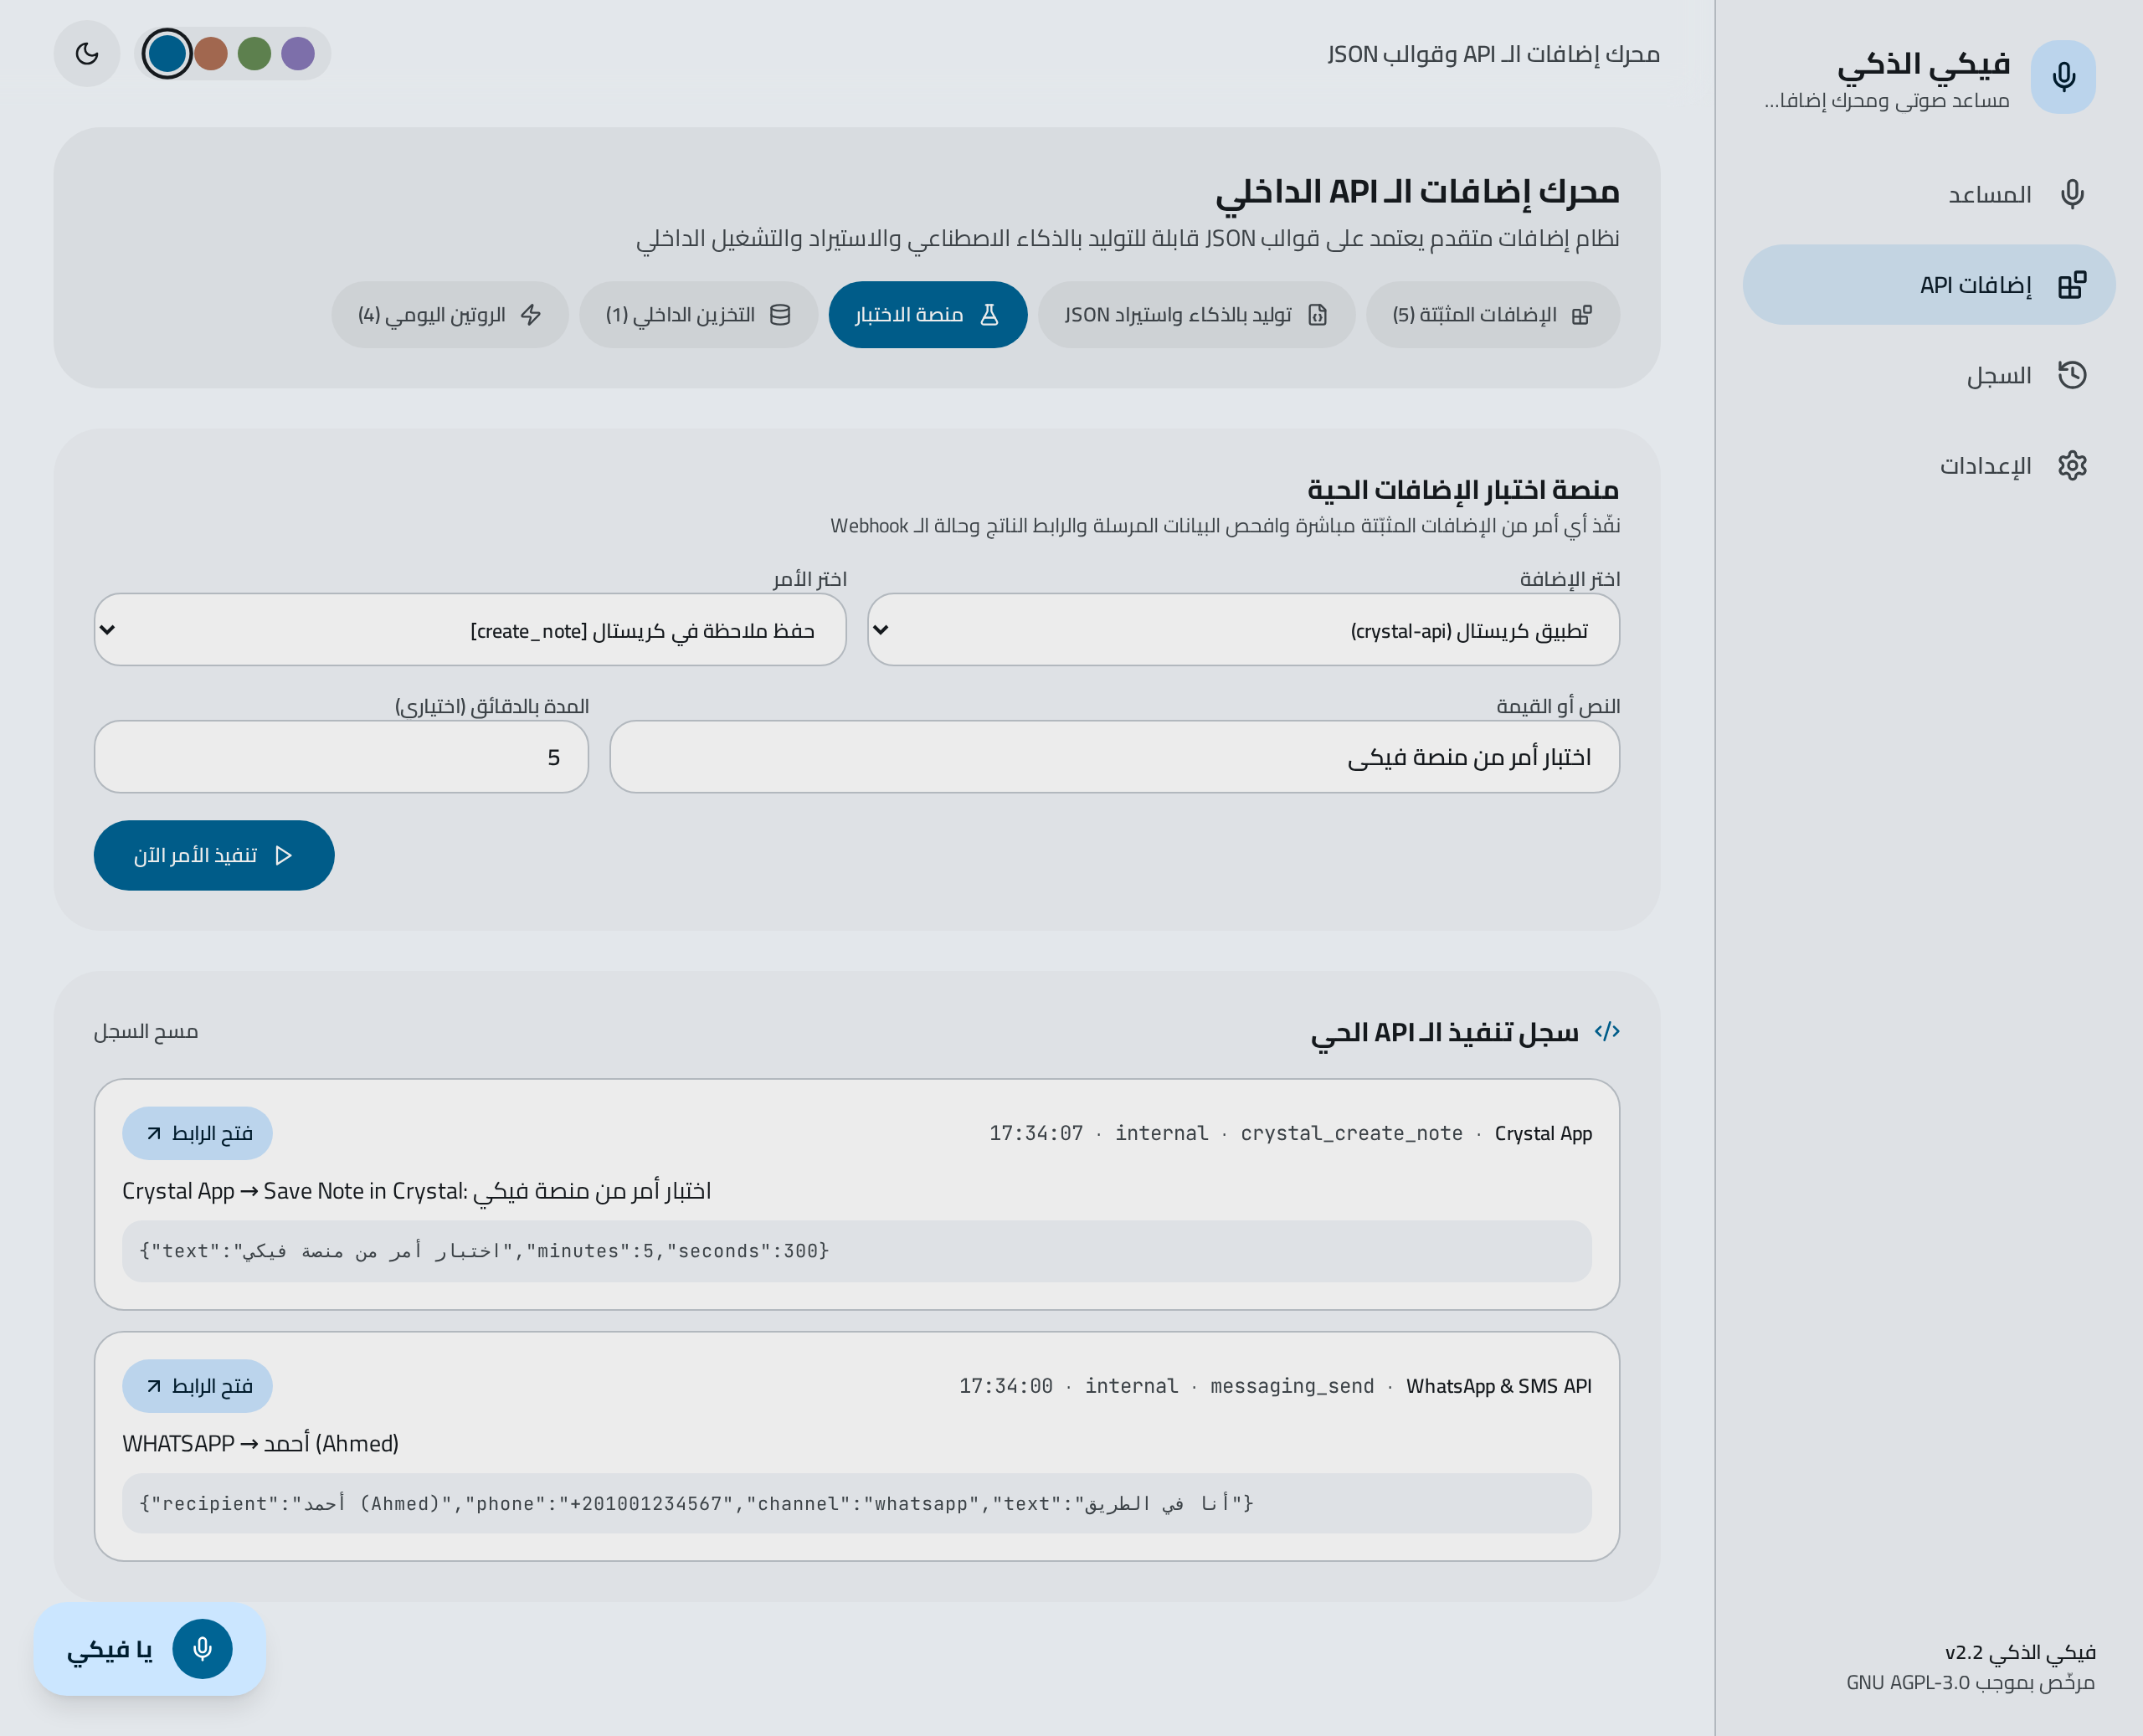 فيكي الذكي
مساعد صوتي ومحرك إضافا...
المساعد
إضافات API
السجل
الإعدادات
فيكي الذكي v2.2
مرخّص بموجب GNU AGPL-3.0
محرك إضافات الـ API وقوالب JSON
محرك إضافات الـ API الداخلي
نظام إضافات متقدم يعتمد على قوالب JSON قابلة للتوليد بالذكاء الاصطناعي والاستيراد والتشغيل الداخلي
الإضافات المثبّتة (5)
توليد بالذكاء واستيراد JSON
منصة الاختبار
التخزين الداخلي (1)
الروتين اليومي (4)
منصة اختبار الإضافات الحية
نفّذ أي أمر من الإضافات المثبّتة مباشرة وافحص البيانات المرسلة والرابط الناتج وحالة الـ Webhook
اختر الإضافة
تطبيق كريستال (crystal-api)
اختر الأمر
حفظ ملاحظة في كريستال [create_note]
النص أو القيمة
اختبار أمر من منصة فيكي
المدة بالدقائق (اختياري)
5
تنفيذ الأمر الآن
سجل تنفيذ الـ API الحي
مسح السجل
Crystal App · crystal_create_note · internal · 17:34:07
فتح الرابط
Crystal App → Save Note in Crystal: اختبار أمر من منصة فيكي
{"text":"اختبار أمر من منصة فيكي","minutes":5,"seconds":300}
WhatsApp & SMS API · messaging_send · internal · 17:34:00
فتح الرابط
WHATSAPP → أحمد (Ahmed)
{"recipient":"أحمد (Ahmed)","phone":"+201001234567","channel":"whatsapp","text":"أنا في الطريق"}
يا فيكي